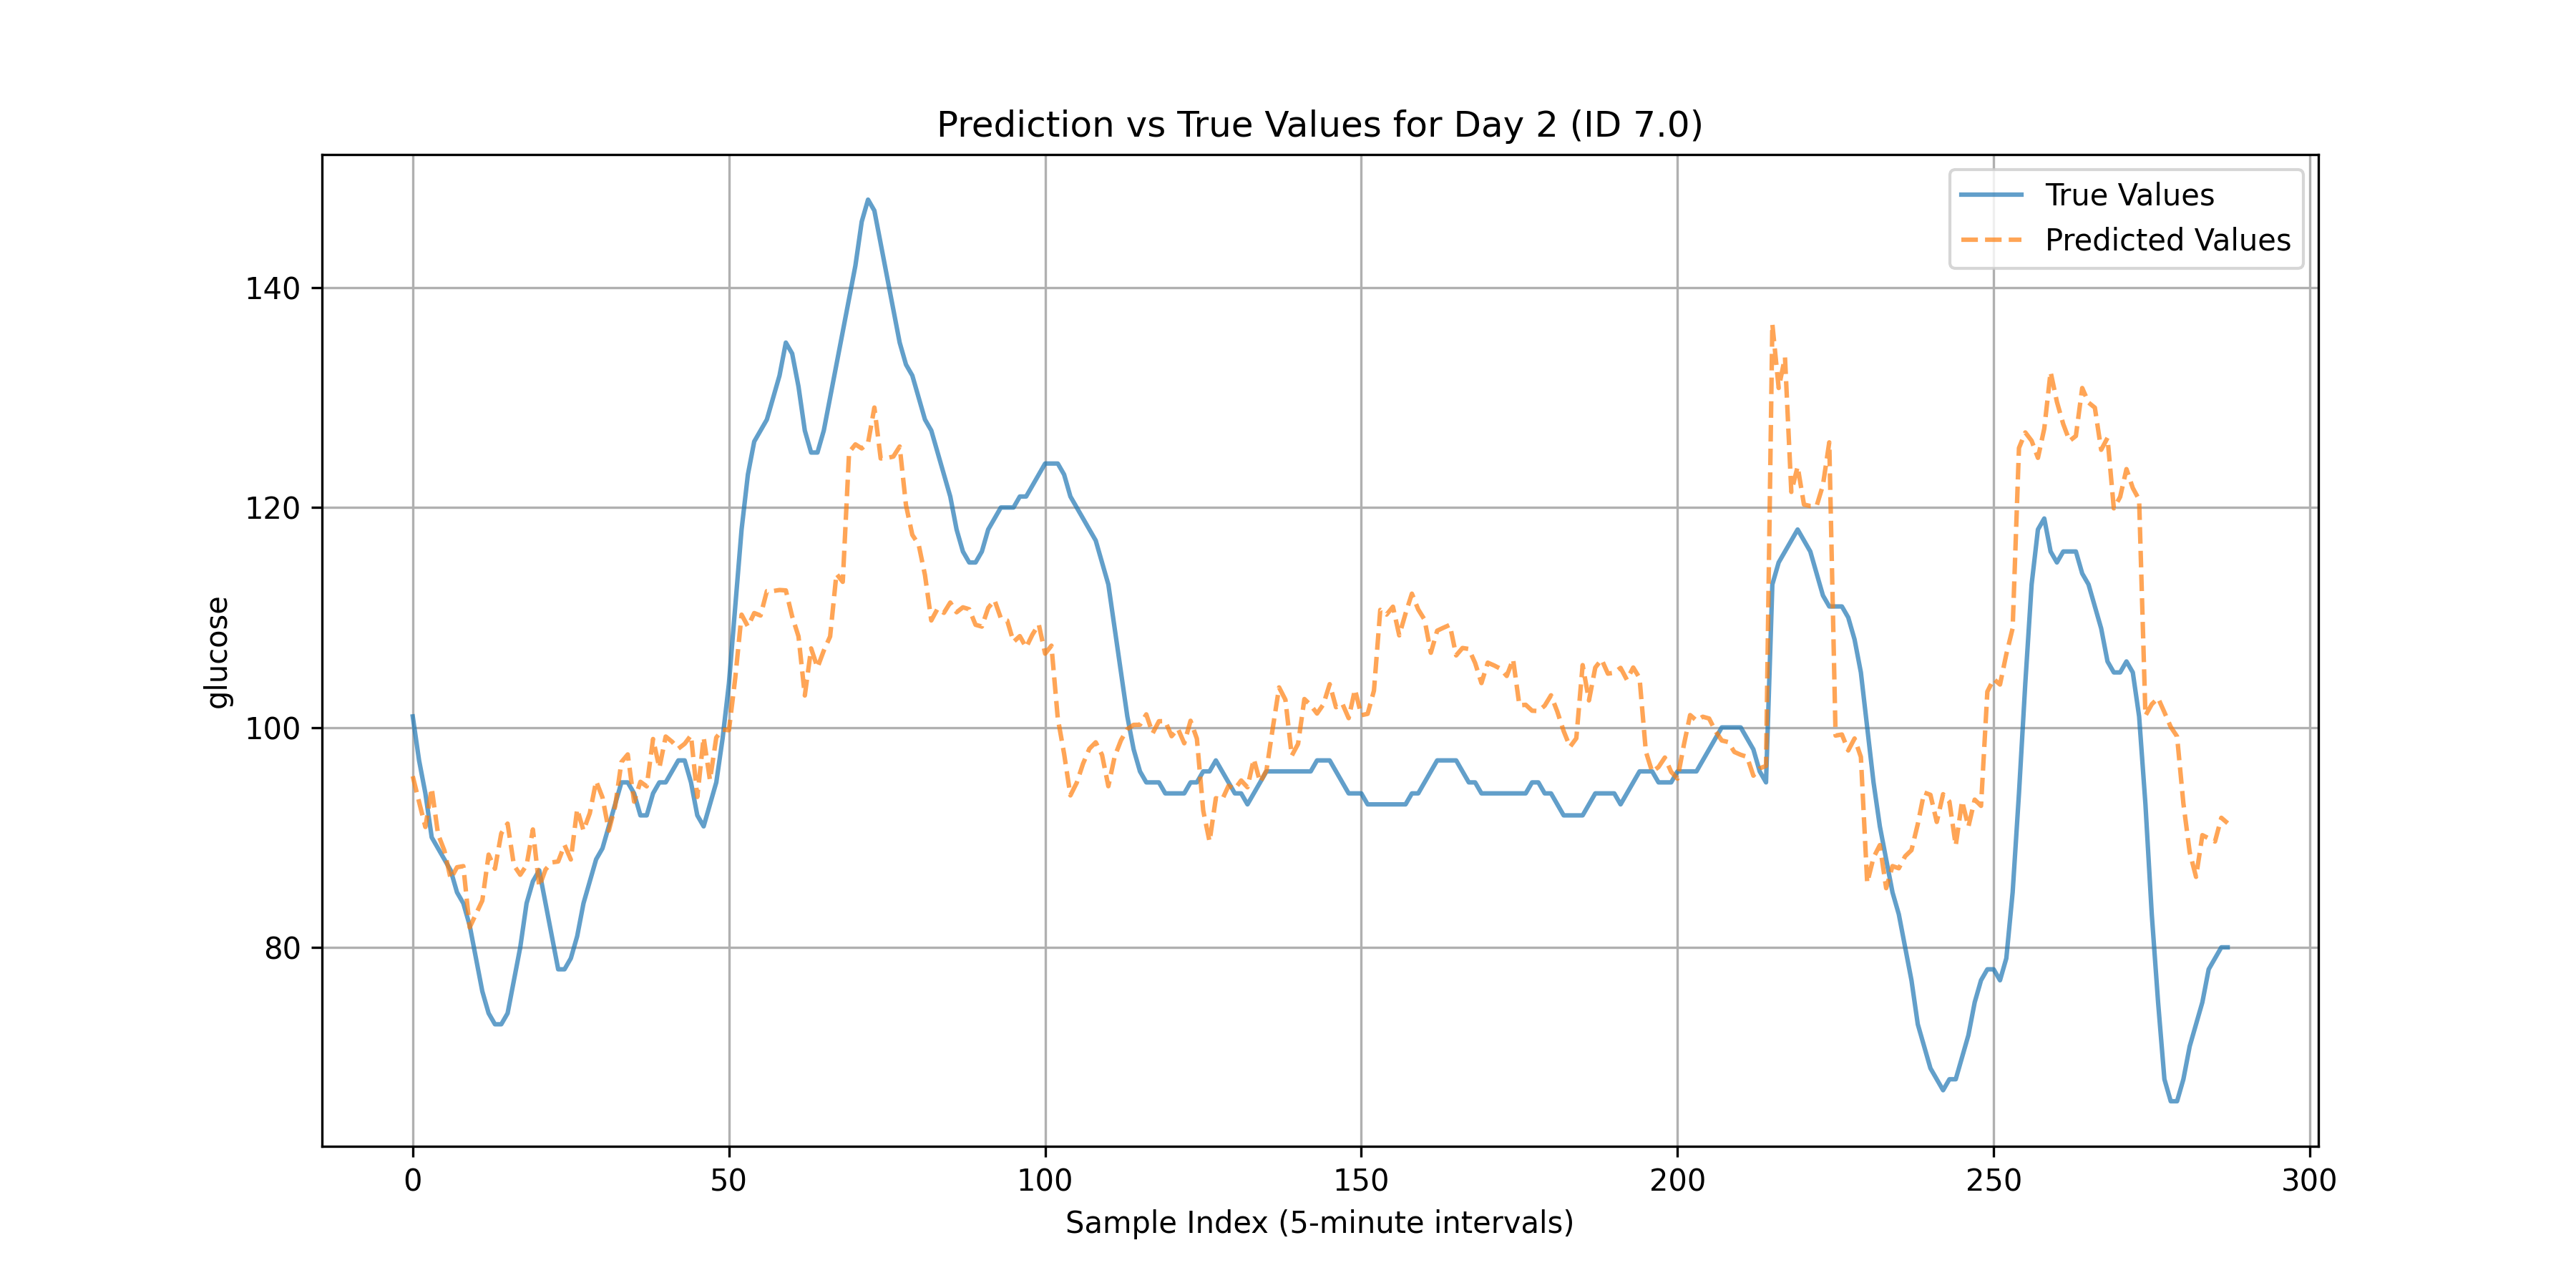 Prediction vs True Values for Day 2 (ID 7.0)
True Values
Predicted Values
glucose
140
120
100
80
0 50 100 150 200 250 300
Sample Index (5-minute intervals)